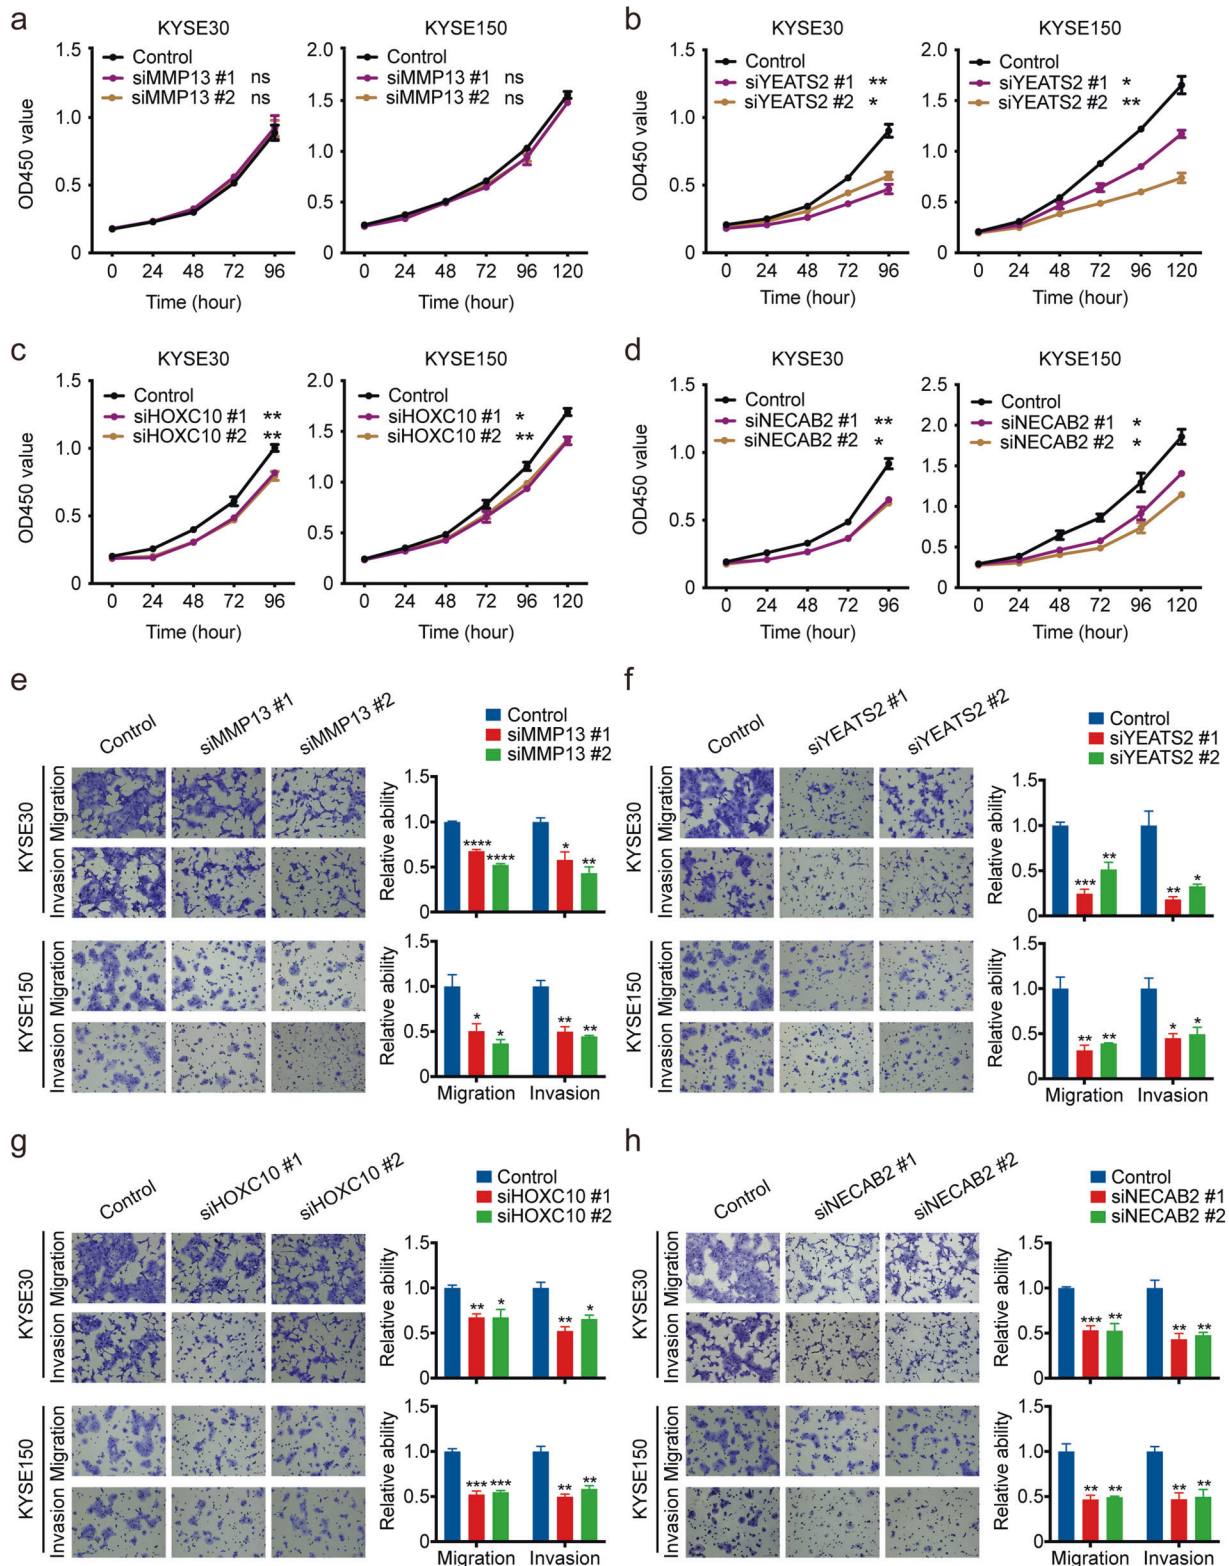 a
KYSE30
Control
siMMP13 #1 ns
siMMP13 #2 ns
OD450 value
1.5
1.0
0.5
0
0 24 48 72 96
Time (hour)
KYSE150
Control
siMMP13 #1 ns
siMMP13 #2 ns
2.0
1.5
1.0
0.5
0
0 24 48 72 96 120
Time (hour)
b
KYSE30
Control
siYEATS2 #1 **
siYEATS2 #2 *
OD450 value
1.5
1.0
0.5
0
0 24 48 72 96
Time (hour)
KYSE150
Control
siYEATS2 #1 *
siYEATS2 #2 **
2.0
1.5
1.0
0.5
0
0 24 48 72 96 120
Time (hour)
c
KYSE30
Control
siHOXC10 #1 **
siHOXC10 #2 **
OD450 value
1.5
1.0
0.5
0
0 24 48 72 96
Time (hour)
KYSE150
Control
siHOXC10 #1 *
siHOXC10 #2 **
2.0
1.5
1.0
0.5
0
0 24 48 72 96 120
Time (hour)
d
KYSE30
Control
siNECAB2 #1 **
siNECAB2 #2 *
OD450 value
1.5
1.0
0.5
0
0 24 48 72 96
Time (hour)
KYSE150
Control
siNECAB2 #1 *
siNECAB2 #2 *
2.5
2.0
1.5
1.0
0.5
0
0 24 48 72 96 120
Time (hour)
e
Control siMMP13 #1 siMMP13 #2
KYSE30
Invasion Migration
KYSE150
Invasion Migration
Control
siMMP13 #1
siMMP13 #2
Relative ability
1.5
1.0
0.5
0
**** **** * **
Relative ability
1.5
1.0
0.5
0
* * ** **
Migration Invasion
f
Control siYEATS2 #1 siYEATS2 #2
KYSE30
Invasion Migration
KYSE150
Invasion Migration
Control
siYEATS2 #1
siYEATS2 #2
Relative ability
1.5
1.0
0.5
0
*** ** ** *
Relative ability
1.5
1.0
0.5
0
** ** * *
Migration Invasion
g
Control siHOXC10 #1 siHOXC10 #2
KYSE30
Invasion Migration
KYSE150
Invasion Migration
Control
siHOXC10 #1
siHOXC10 #2
Relative ability
1.5
1.0
0.5
0
** * ** *
Relative ability
1.5
1.0
0.5
0
*** *** ** **
Migration Invasion
h
Control siNECAB2 #1 siNECAB2 #2
KYSE30
Invasion Migration
KYSE150
Invasion Migration
Control
siNECAB2 #1
siNECAB2 #2
Relative ability
1.5
1.0
0.5
0
*** ** ** **
Relative ability
1.5
1.0
0.5
0
** ** ** **
Migration Invasion